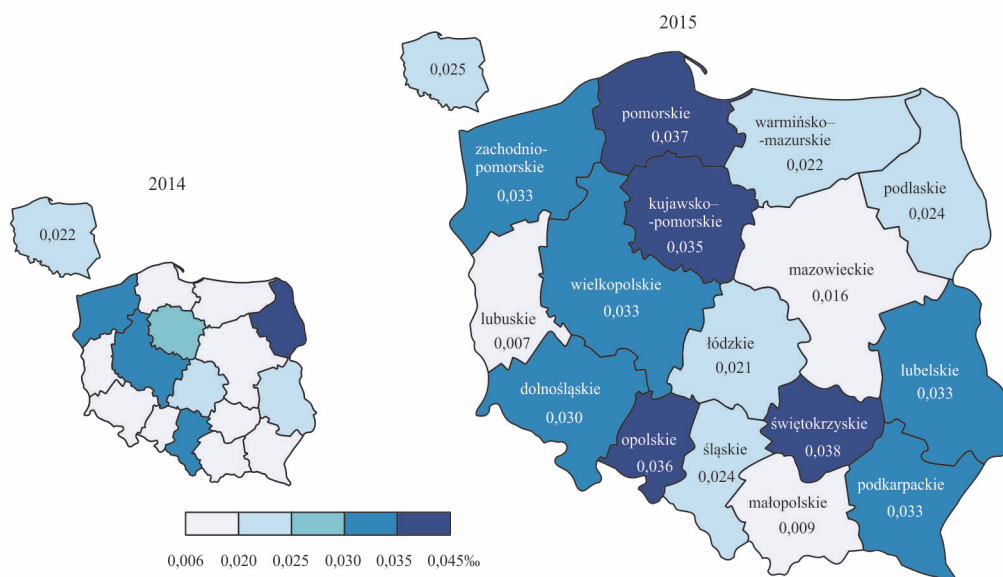 2014
0,022
0,006 0,020 0,025 0,030 0,035 0,045‰
2015
0,025
pomorskie
0,037
warmińsko–
-mazurskie
0,022
zachodnio-
pomorskie
0,033
podlaskie
0,024
kujawsko–
-pomorskie
0,035
mazowieckie
0,016
wielkopolskie
0,033
lubuskie
0,007
łódzkie
0,021
lubelskie
0,033
dolnośląskie
0,030
świętokrzyskie
0,038
opolskie
0,036
śląskie
0,024
podkarpackie
0,033
małopolskie
0,009